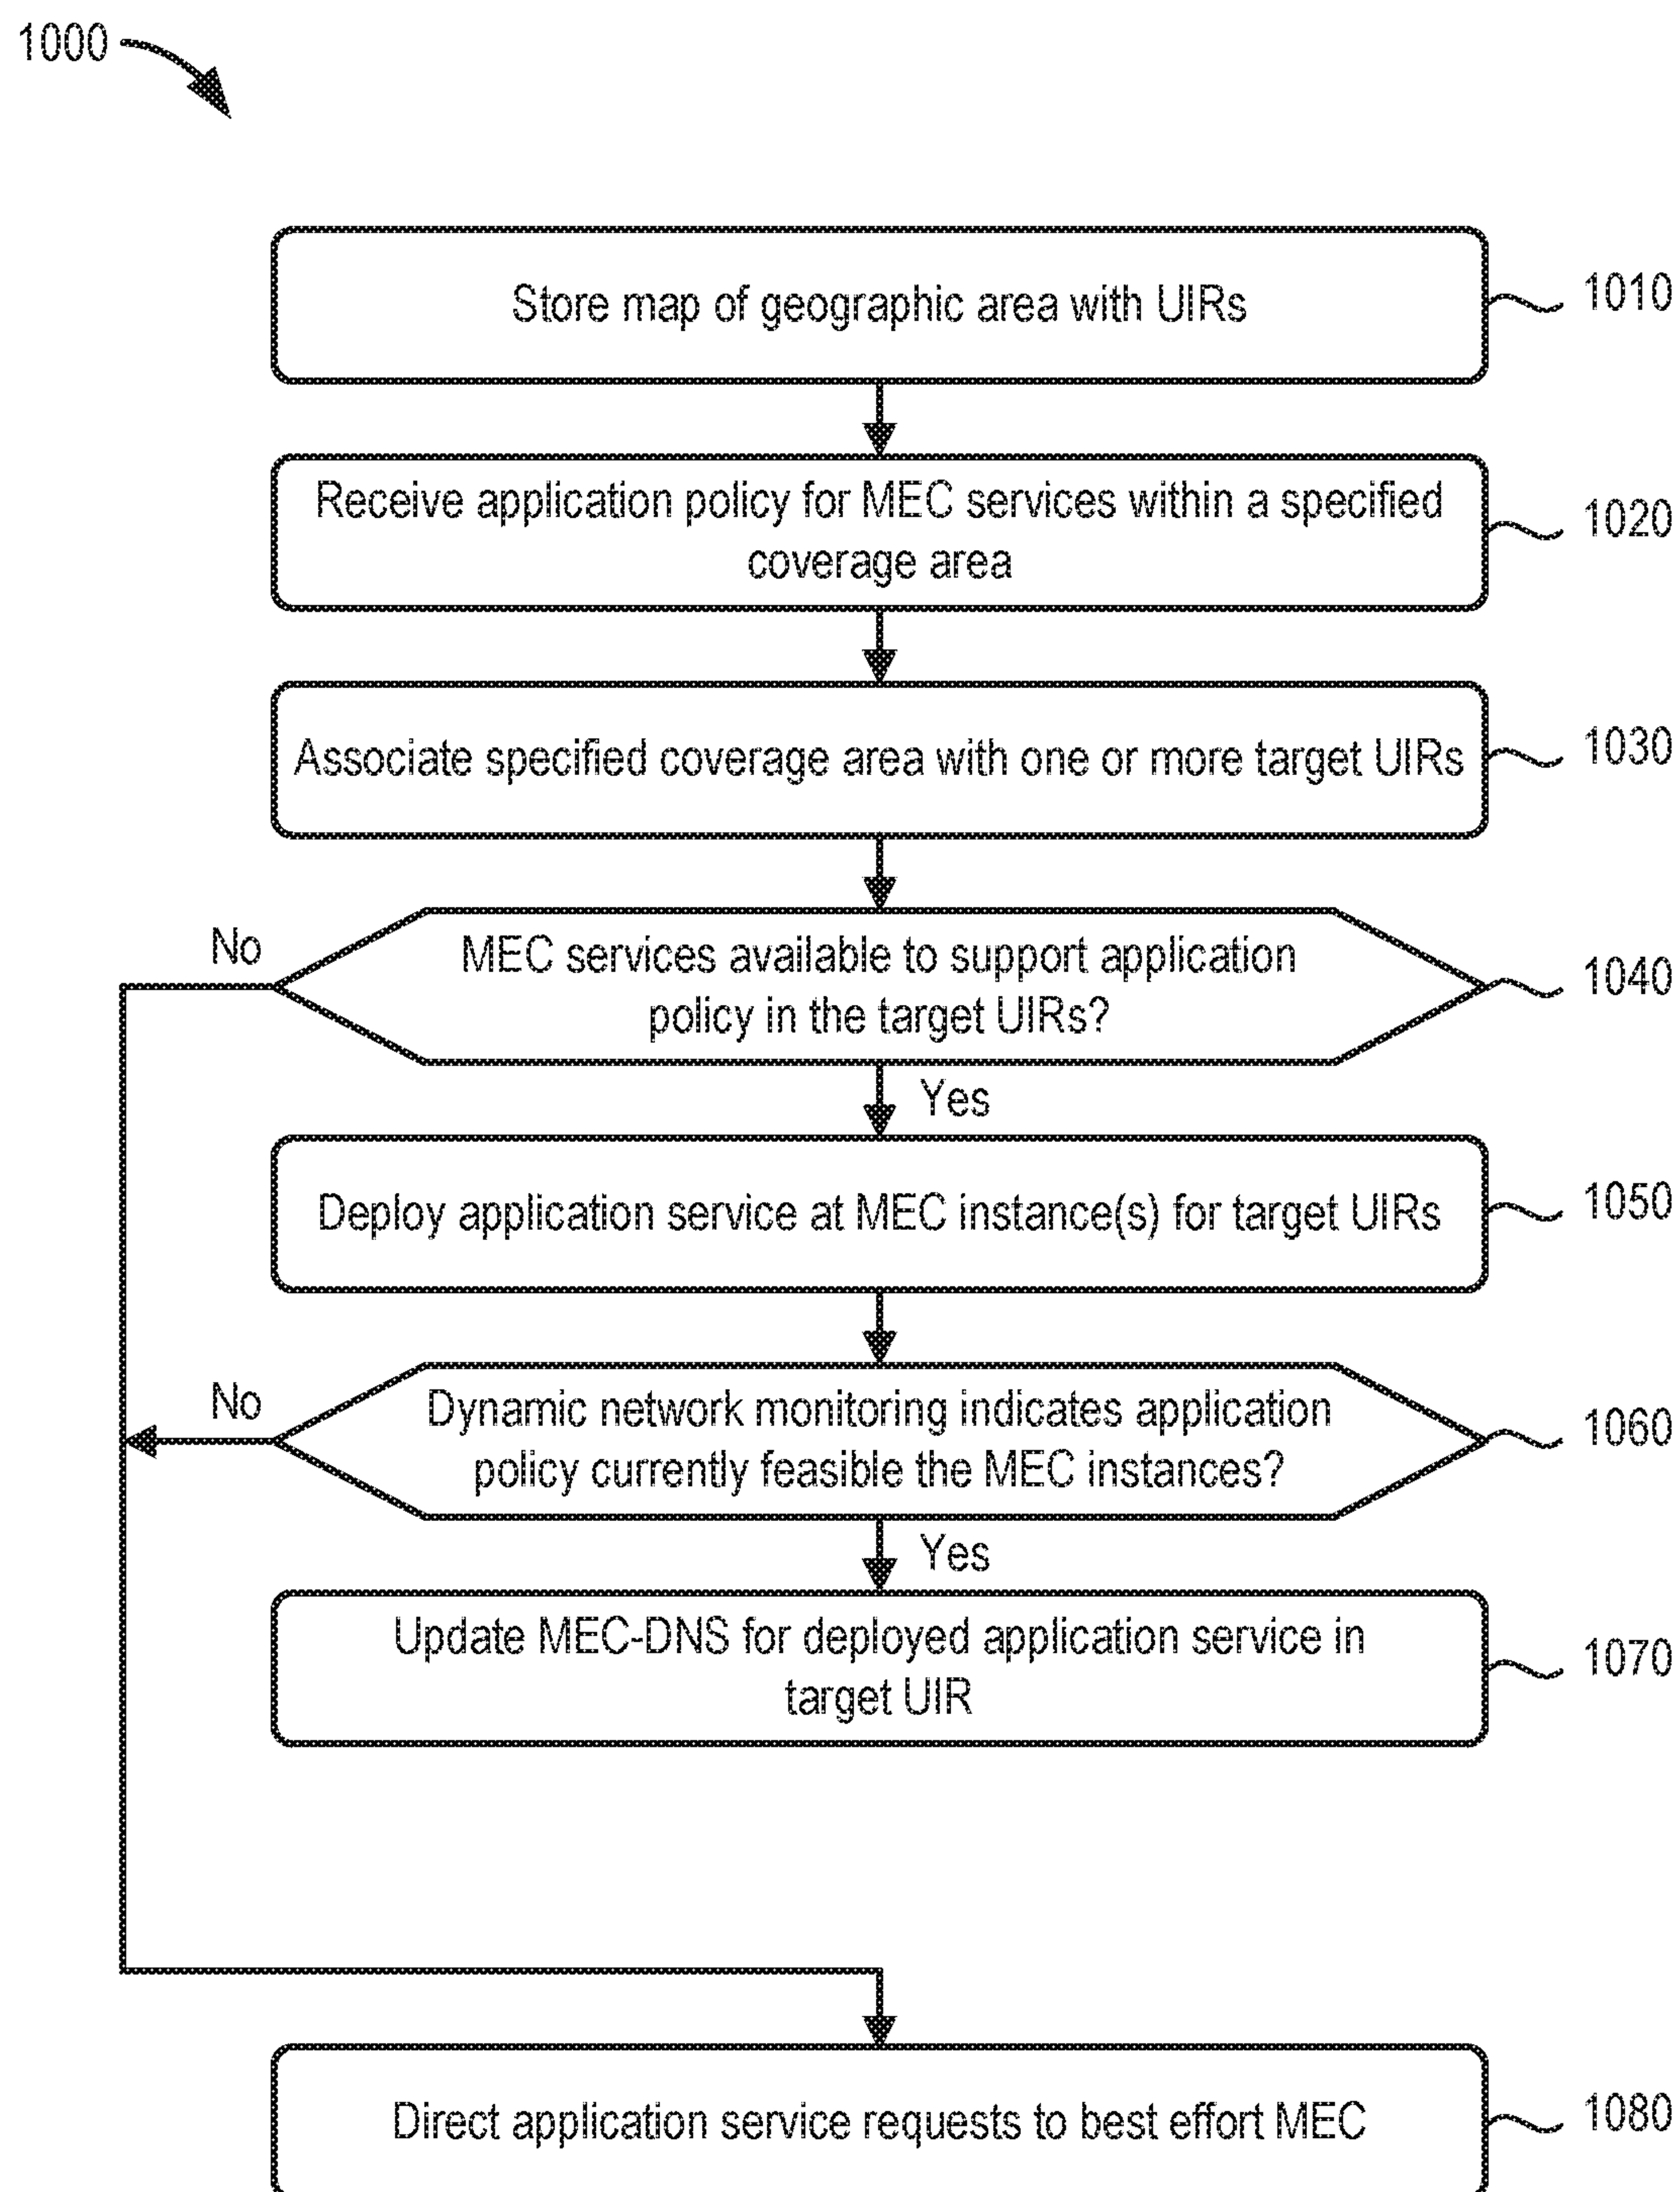 1000
Store map of geographic area with UIRs
1010
Receive application policy for MEC services within a specified
coverage area
1020
Associate specified coverage area with one or more target UIRs
1030
No
MEC services available to support application
policy in the target UIRs?
1040
Yes
Deploy application service at MEC instance(s) for target UIRs
1050
No
Dynamic network monitoring indicates application
policy currently feasible the MEC instances?
1060
Yes
Update MEC-DNS for deployed application service in
target UIR
1070
Direct application service requests to best effort MEC
1080